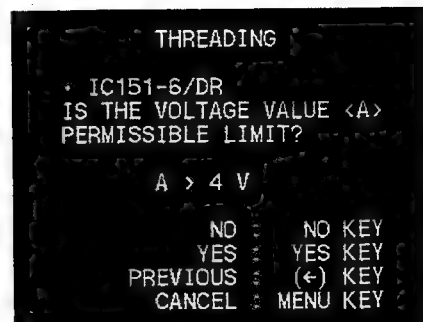 THREADING
* IC151-6/DR
IS THE VOLTAGE VALUE <A>
PERMISSIBLE LIMIT?
A > 4 V
NO : NO KEY
YES : YES KEY
PREVIOUS : (←) KEY
CANCEL : MENU KEY